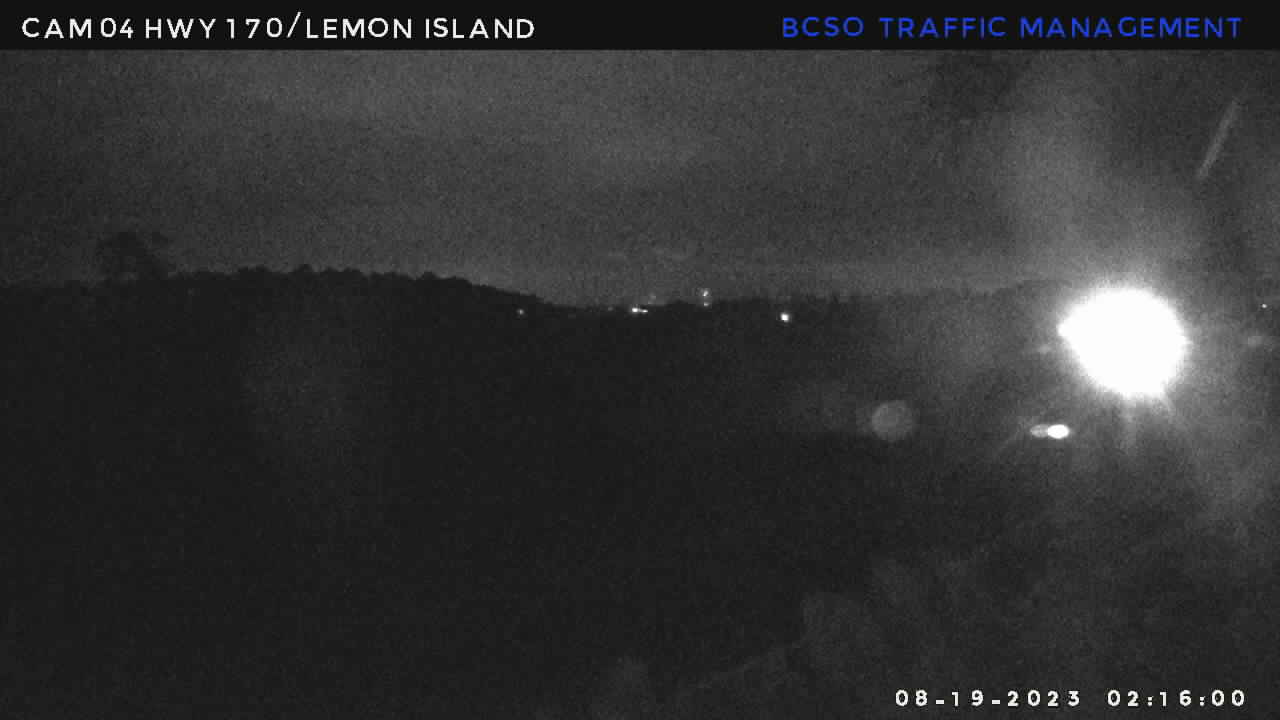 CAM04 HWY 170/LEMON ISLAND
BCSO TRAFFIC MANAGEMENT
08-19-2023 02:16:00